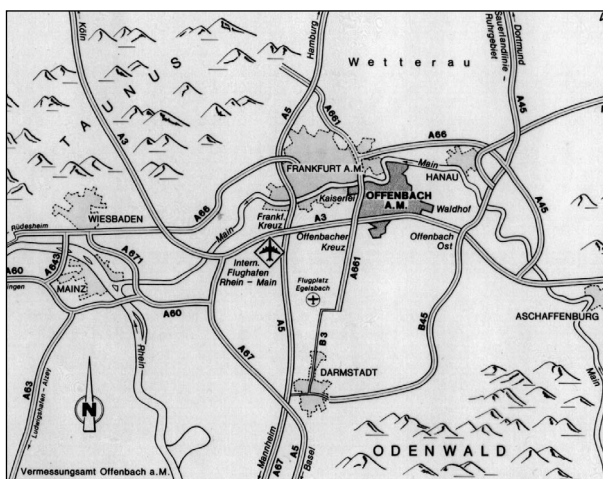 Köln
Hamburg
Sauerlandlinie
Ruhrgebiet
Dortmund
Wetterau
TAUNUS
A5
A661
A45
A3
A66
FRANKFURT A.M.
Main
HANAU
Kaiserlei
OFFENBACH
A.M.
Waldhof
WIESBADEN
Rüdesheim
A66
Main
Frankf.
Kreuz
A3
Offenbacher
Kreuz
Offenbach
Ost
A45
A60
A643
A671
MAINZ
Intern.
Flughafen
Rhein - Main
Flugplatz
Egelsbach
A661
ASCHAFFENBURG
A60
A5
Rhein
A67
B3
B45
Main
A63
Ludwigshafen - Alzey
DARMSTADT
N
Mannheim
A67
A5
Basel
ODENWALD
Vermessungsamt Offenbach a.M.